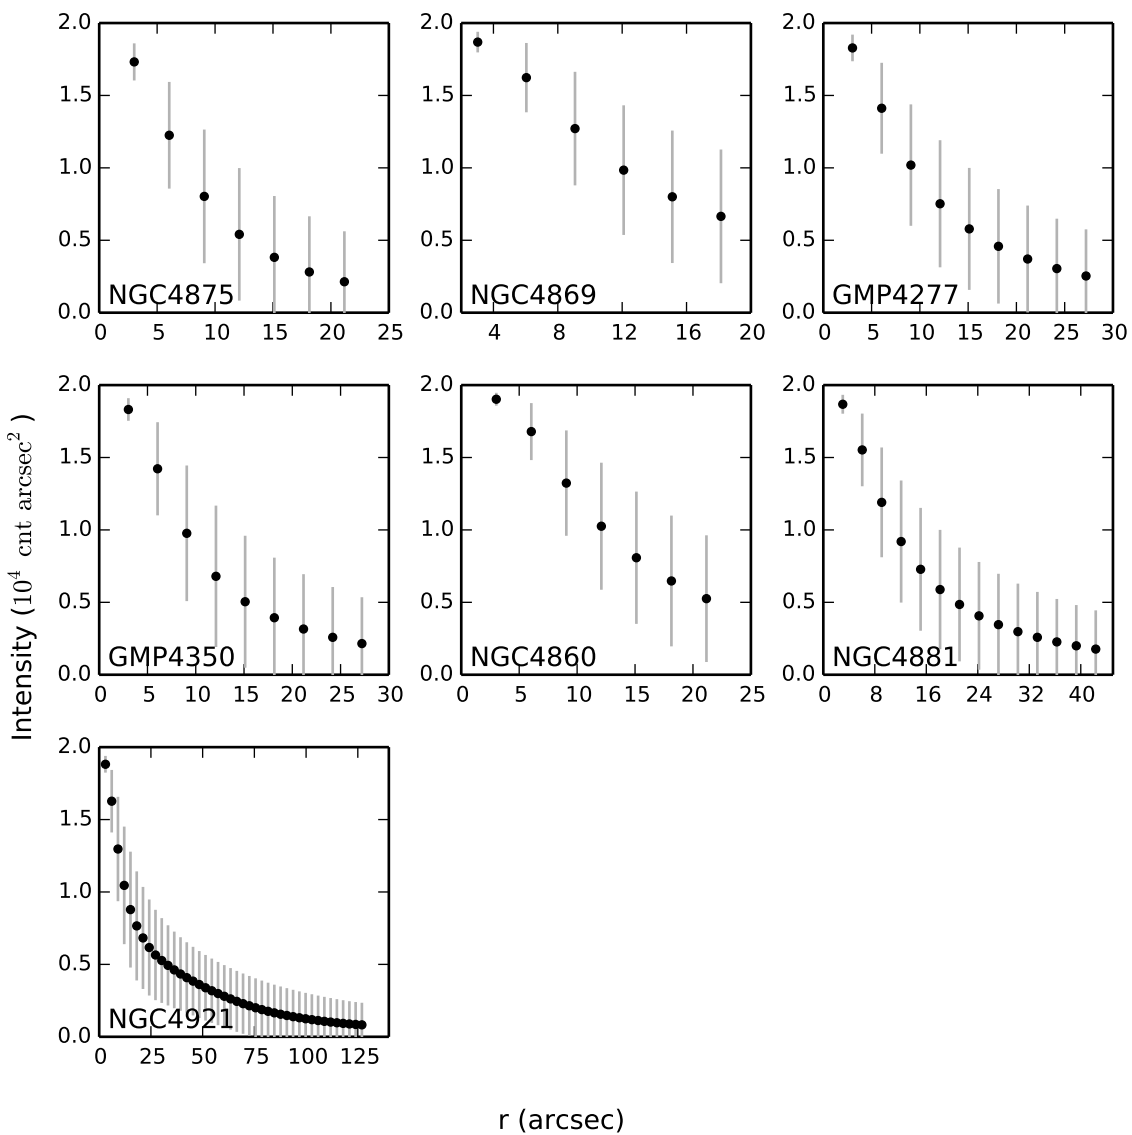 2.0 2.0 2.0
1.5 1.5 1.5
1.0 1.0 1.0
0.5 0.5 0.5
NGC4875 NGC4869 GMP4277
0.0 0.0 0.0
0 5 10 15 20 25 4 8 12 16 20 0 5 10 15 20 25 30
2.0 2.0 2.0
1.5 1.5 1.5
1.0 1.0 1.0
0.5 0.5 0.5
GMP4350 NGC4860 NGC4881
0.0 0.0 0.0
0 5 10 15 20 25 30 0 5 10 15 20 25 0 8 16 24 32 40
Intensity (10⁴ cnt arcsec²)
2.0
1.5
1.0
0.5
NGC4921
0.0
0 25 50 75 100 125
r (arcsec)